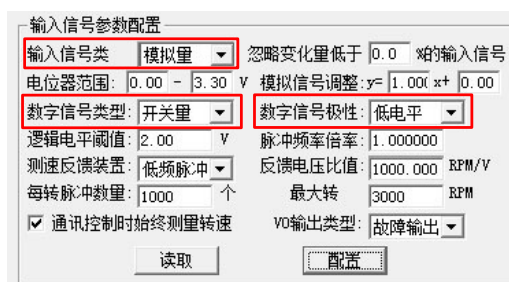 输入信号参数配置
输入信号类 模拟量 忽略变化量低于 0.0 %的输入信号
电位器范围: 0.00 - 3.30 V 模拟信号调整:y= 1.00( x+ 0.00
数字信号类型: 开关量 数字信号极性: 低电平
逻辑电平阈值: 2.00 V 脉冲频率倍率: 1.000000
测速反馈装置: 低频脉冲 反馈电压比值: 1000.000 RPM/V
每转脉冲数量: 1000 个 最大转 3000 RPM
通讯控制时始终测量转速 VO输出类型: 故障输出
读取 配置